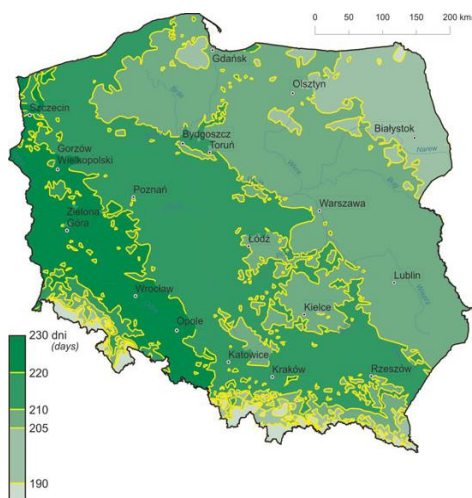 0 50 100 150 200 km
Gdańsk
Olsztyn
Szczecin
Białystok
Bydgoszcz
Toruń
Narew
Gorzów
Wielkopolski
Poznań
Warszawa
Zielona
Góra
Łódź
Lublin
Wrocław
Kielce
Opole
230 dni
(days)
Katowice
Kraków
Rzeszów
220
210
205
190